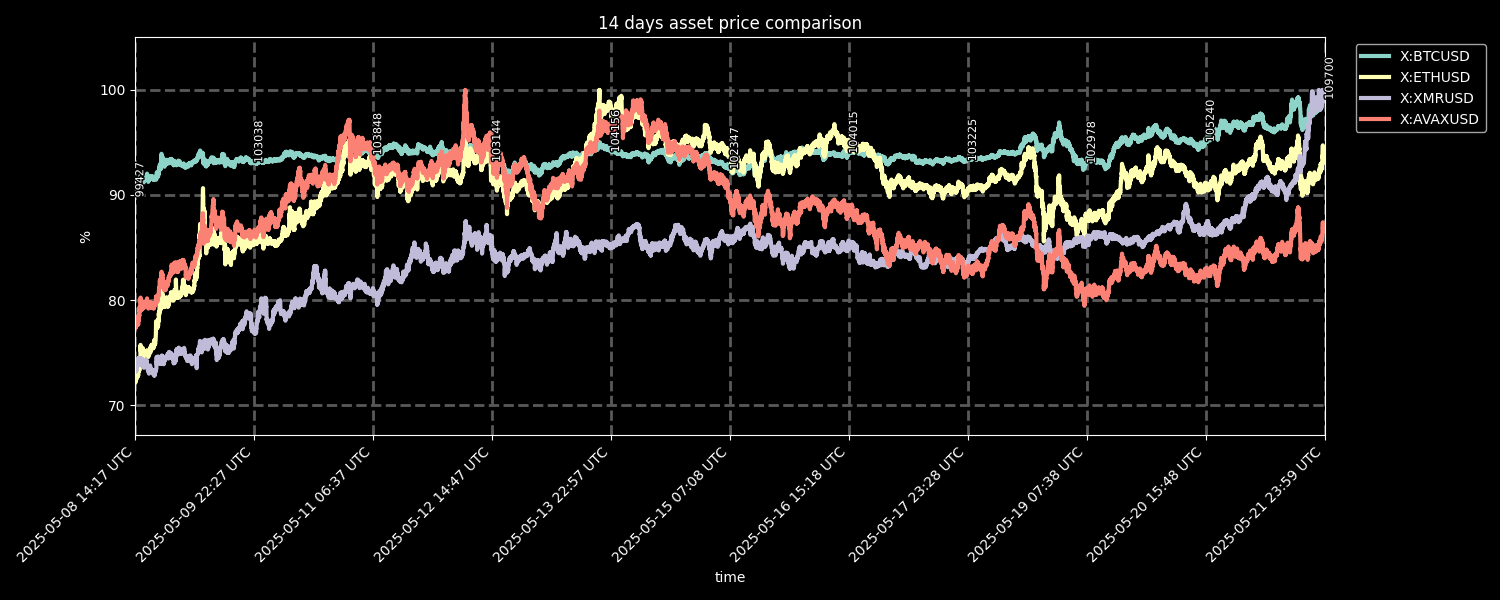 14 days asset price comparison
X:BTCUSD
X:ETHUSD
X:XMRUSD
X:AVAXUSD
100
90
80
70
%
99427
103038
103848
103144
104156
102347
104015
103225
102978
105240
109700
2025-05-08 14:17 UTC
2025-05-09 22:27 UTC
2025-05-11 06:37 UTC
2025-05-12 14:47 UTC
2025-05-13 22:57 UTC
2025-05-15 07:08 UTC
2025-05-16 15:18 UTC
2025-05-17 23:28 UTC
2025-05-19 07:38 UTC
2025-05-20 15:48 UTC
2025-05-21 23:59 UTC
time